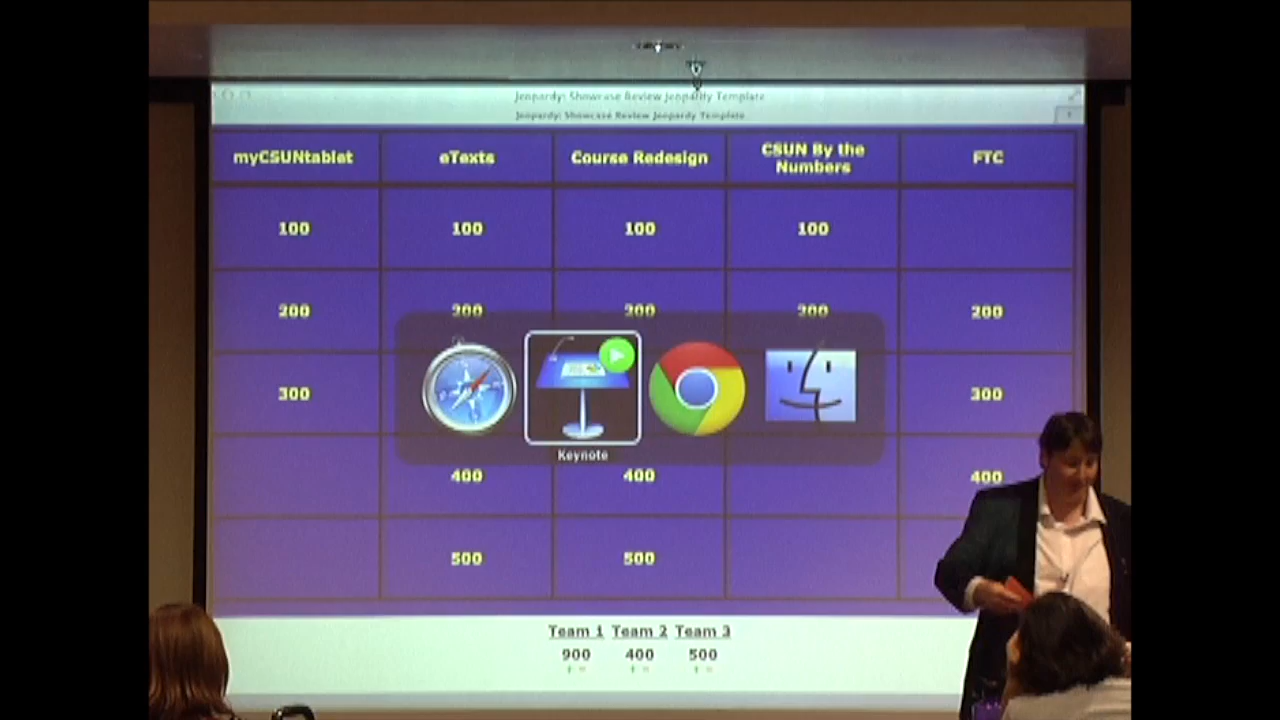 Jeopardy: Showcase Review Jeopardy Template
Jeopardy: Showcase Review Jeopardy Template
myCSUNtablet eTexts Course Redesign CSUN By the Numbers FTC
100 100 100 100
200 200 200 200 200
300 300
400 400 400
500 500
Keynote
Team 1 Team 2 Team 3
900 400 500
+ - + - + -